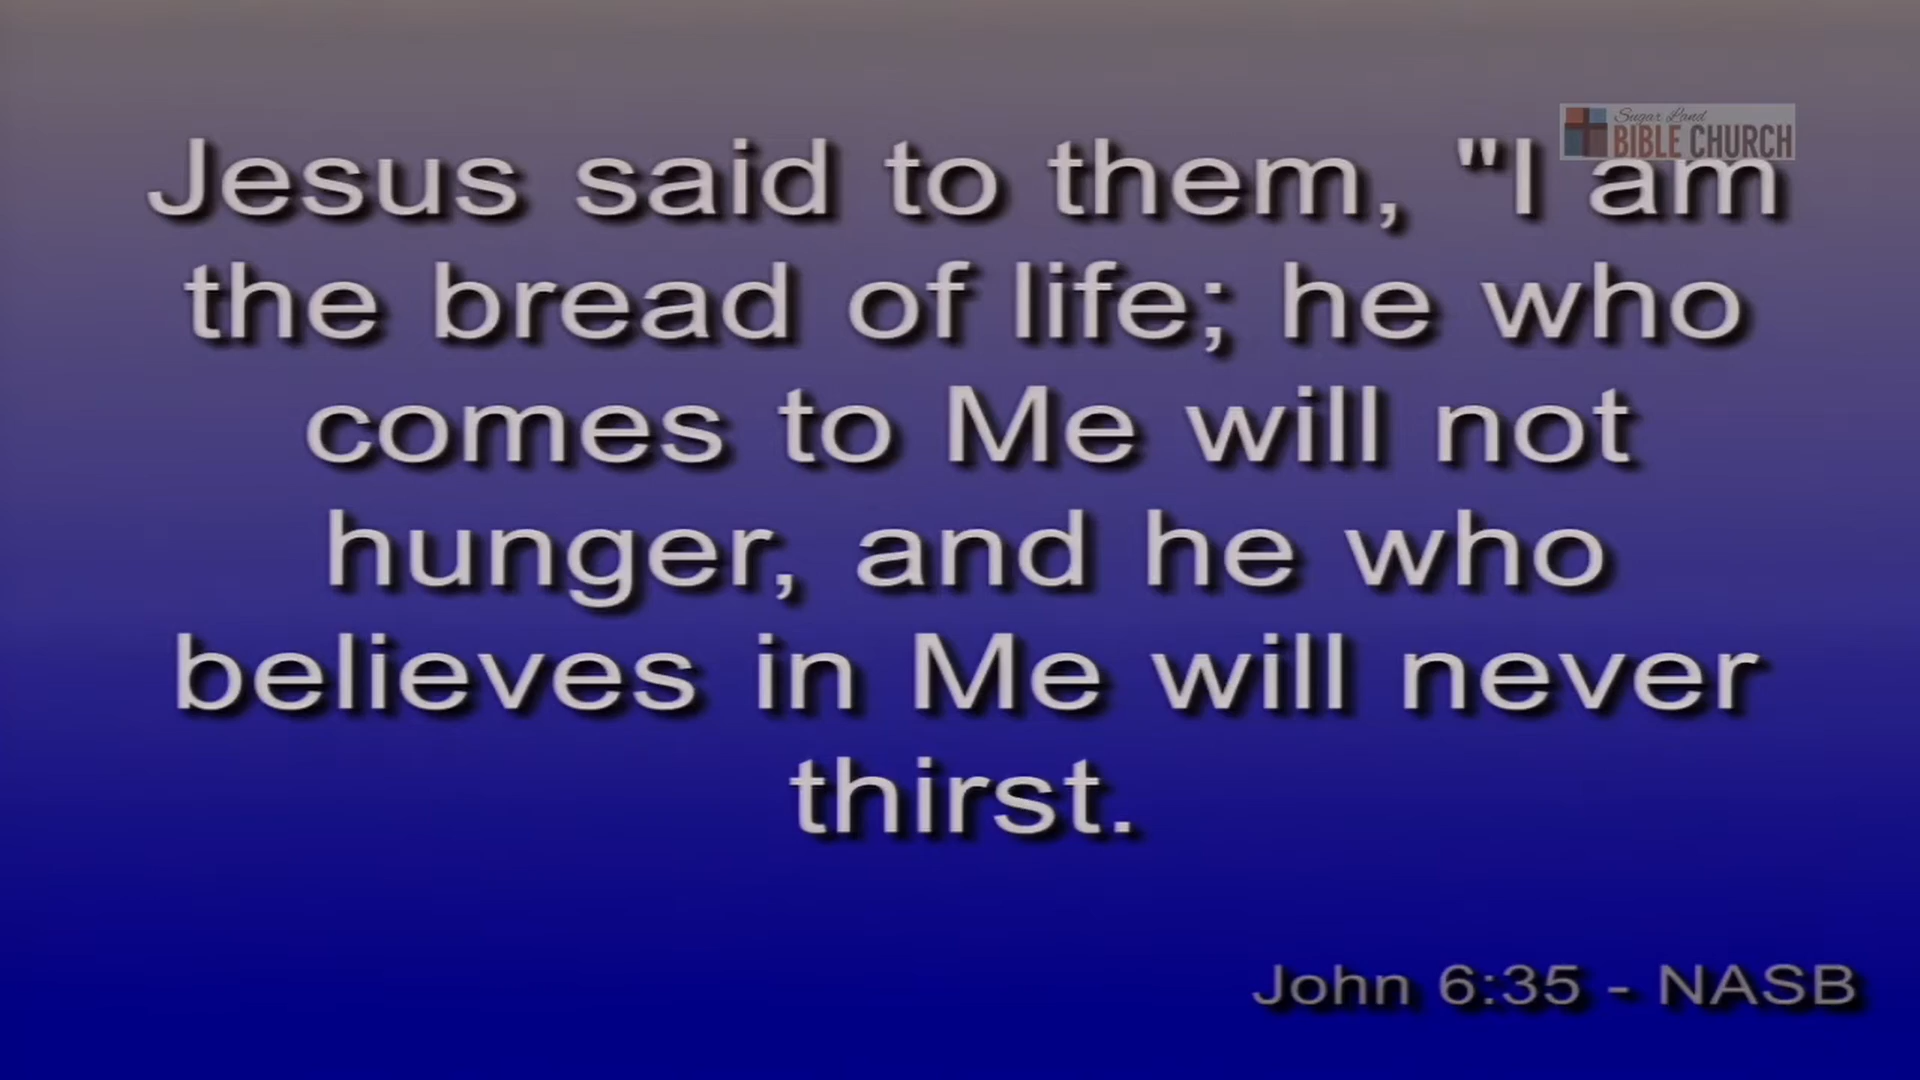 Sugar Land
BIBLE CHURCH
Jesus said to them, "I am
the bread of life; he who
comes to Me will not
hunger, and he who
believes in Me will never
thirst.
John 6:35 - NASB